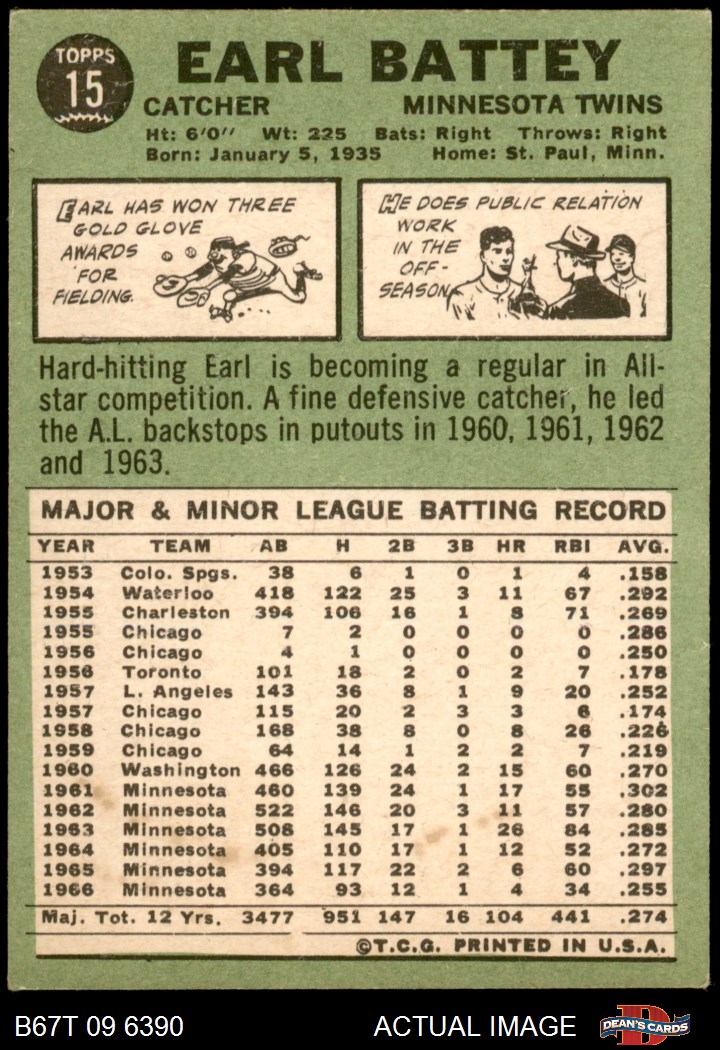 TOPPS
15
EARL BATTEY
CATCHER MINNESOTA TWINS
Ht: 6'0" Wt: 225 Bats: Right Throws: Right
Born: January 5, 1935 Home: St. Paul, Minn.
EARL HAS WON THREE
GOLD GLOVE
AWARDS
FOR
FIELDING.
HE DOES PUBLIC RELATION
WORK
IN THE
OFF-
SEASON.
Hard-hitting Earl is becoming a regular in All-
star competition. A fine defensive catcher, he led
the A.L. backstops in putouts in 1960, 1961, 1962
and 1963.
MAJOR & MINOR LEAGUE BATTING RECORD
YEAR TEAM AB H 2B 3B HR RBI AVG.
1953 Colo. Spgs. 38 6 1 0 1 4 .158
1954 Waterloo 418 122 25 3 11 67 .292
1955 Charleston 394 106 16 1 8 71 .269
1955 Chicago 7 2 0 0 0 0 .286
1956 Chicago 4 1 0 0 0 0 .250
1956 Toronto 101 18 2 0 2 7 .178
1957 L. Angeles 143 36 8 1 9 20 .252
1957 Chicago 115 20 2 3 3 6 .174
1958 Chicago 168 38 8 0 8 26 .226
1959 Chicago 64 14 1 2 2 7 .219
1960 Washington 466 126 24 2 15 60 .270
1961 Minnesota 460 139 24 1 17 55 .302
1962 Minnesota 522 146 20 3 11 57 .280
1963 Minnesota 508 145 17 1 26 84 .285
1964 Minnesota 405 110 17 1 12 52 .272
1965 Minnesota 394 117 22 2 6 60 .297
1966 Minnesota 364 93 12 1 4 34 .255
Maj. Tot. 12 Yrs. 3477 951 147 16 104 441 .274
©T.C.G. PRINTED IN U.S.A.
B67T 09 6390 ACTUAL IMAGE
D
DEAN'S CARDS